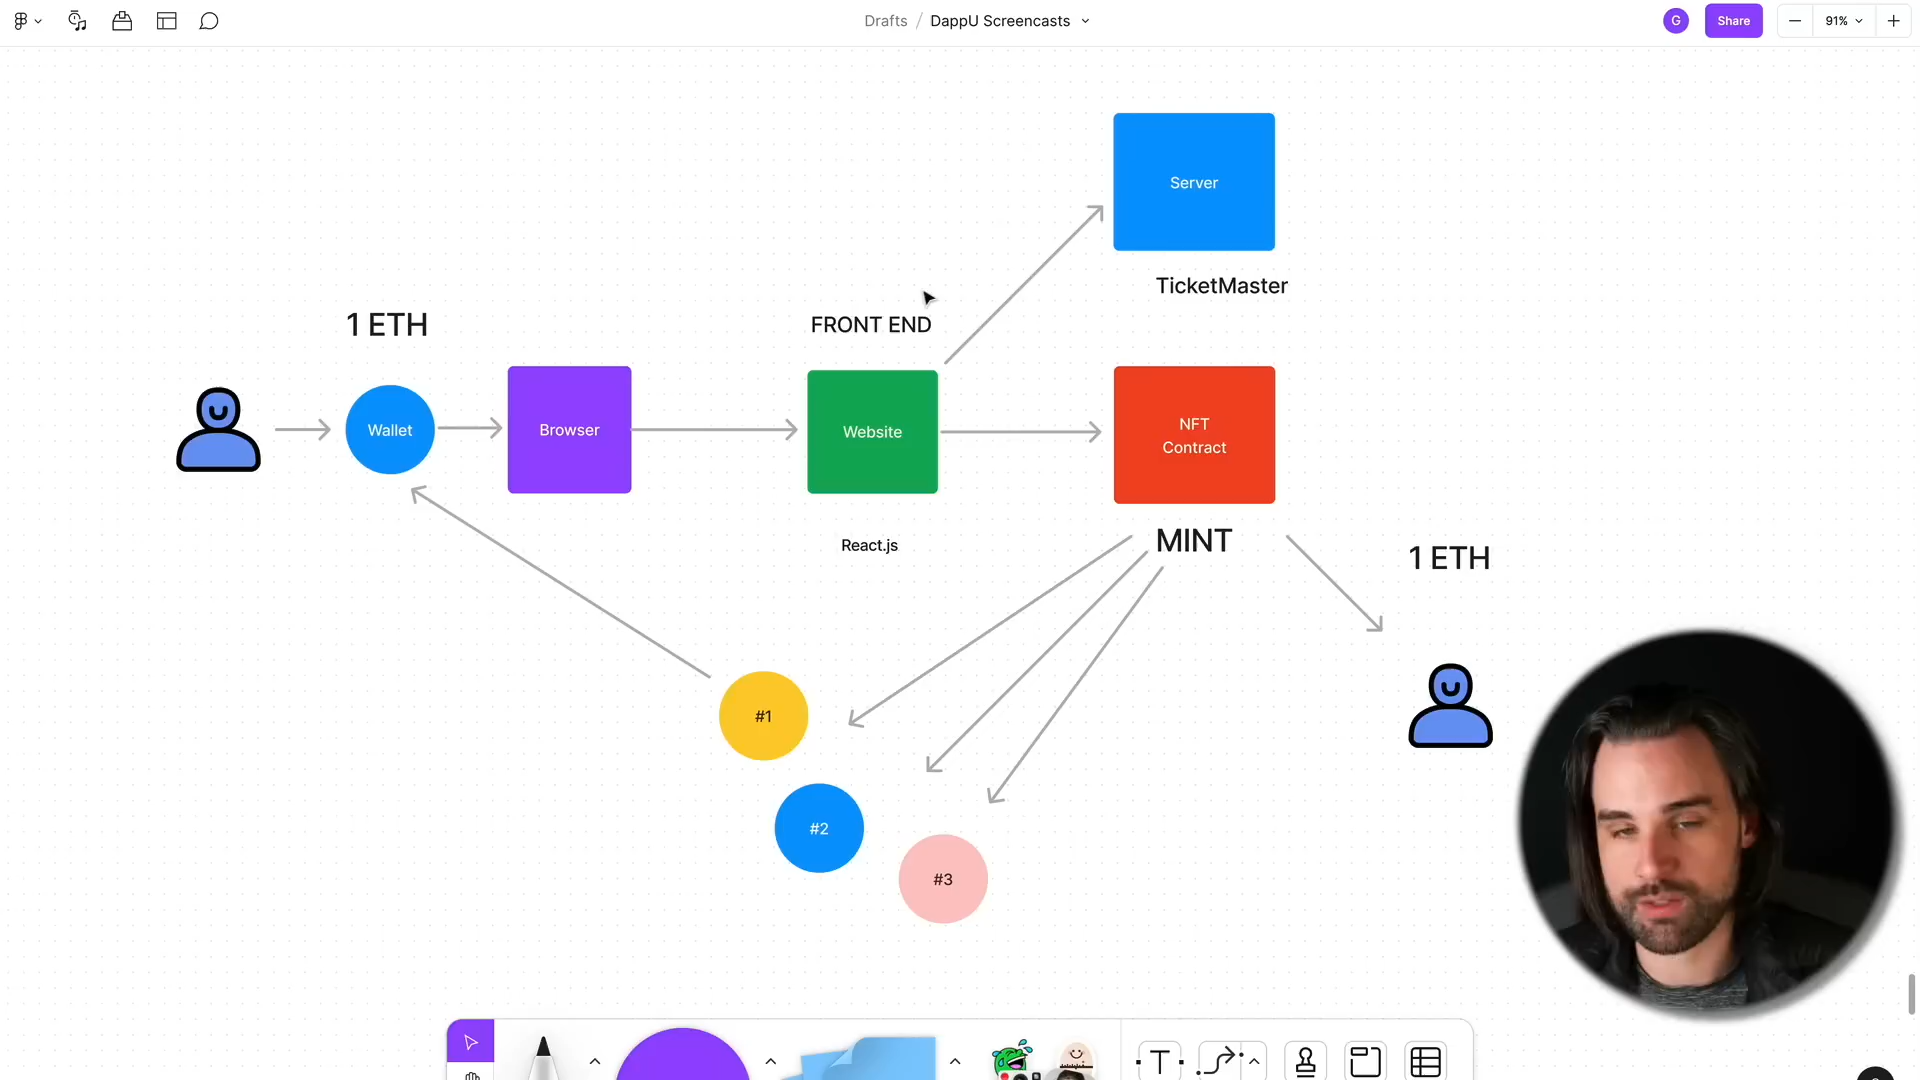 Drafts / DappU Screencasts
G
Share
91%
Server
TicketMaster
1 ETH
FRONT END
Wallet
Browser
Website
NFT
Contract
React.js
MINT
1 ETH
#1
#2
#3
T